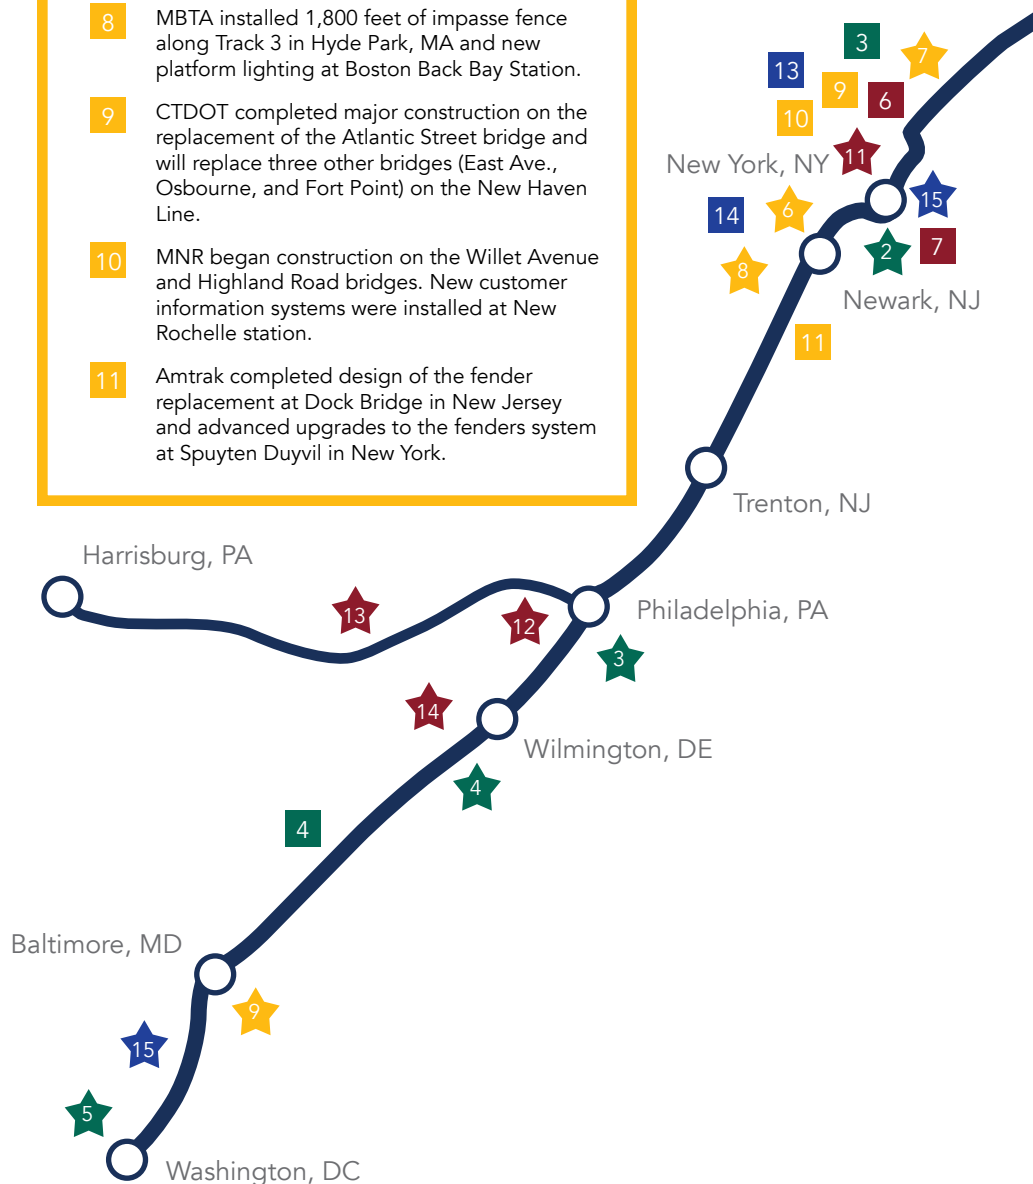 8
MBTA installed 1,800 feet of impasse fence
along Track 3 in Hyde Park, MA and new
platform lighting at Boston Back Bay Station.
9
CTDOT completed major construction on the
replacement of the Atlantic Street bridge and
will replace three other bridges (East Ave.,
Osbourne, and Fort Point) on the New Haven
Line.
10
MNR began construction on the Willet Avenue
and Highland Road bridges. New customer
information systems were installed at New
Rochelle station.
11
Amtrak completed design of the fender
replacement at Dock Bridge in New Jersey
and advanced upgrades to the fenders system
at Spuyten Duyvil in New York.
3
7
13
9
6
10
New York, NY
11
15
14
6
2
7
8
Newark, NJ
11
Trenton, NJ
Harrisburg, PA
13
12
Philadelphia, PA
3
14
Wilmington, DE
4
4
Baltimore, MD
9
15
5
Washington, DC